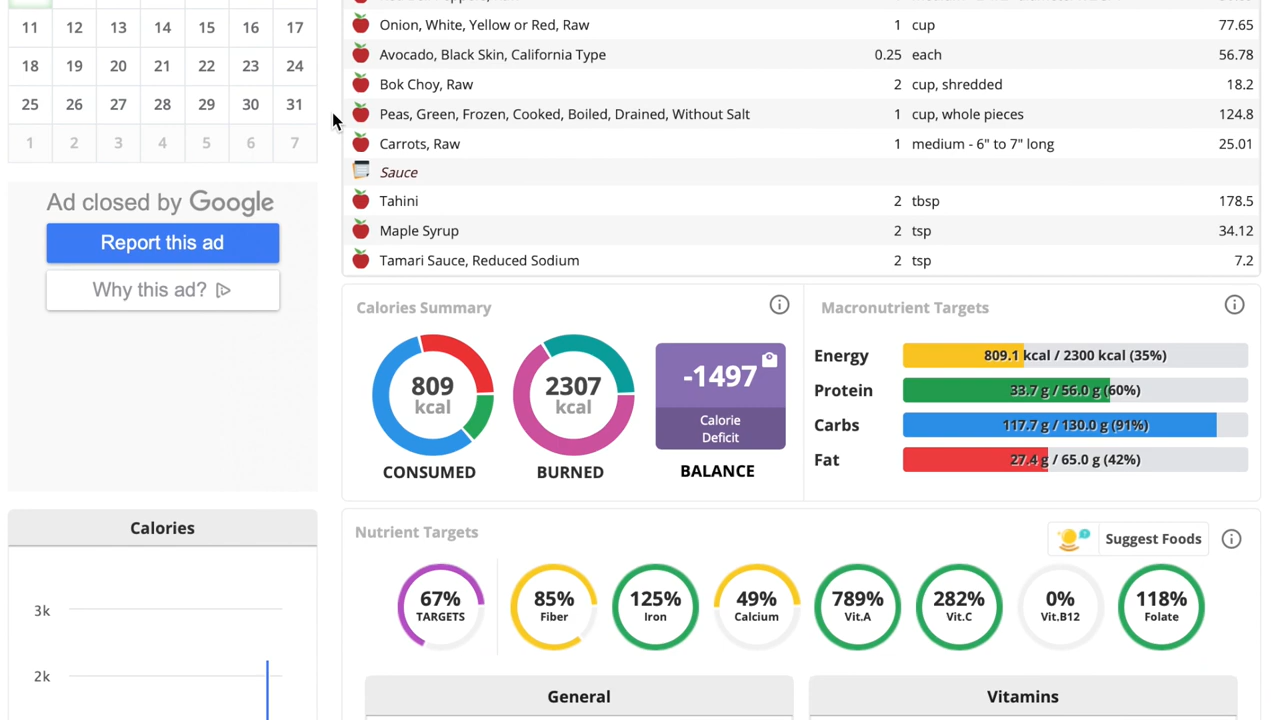 11 12 13 14 15 16 17
18 19 20 21 22 23 24
25 26 27 28 29 30 31
1 2 3 4 5 6 7
Ad closed by Google
Report this ad
Why this ad?
Calories
3k
2k
Onion, White, Yellow or Red, Raw 1 cup 77.65
Avocado, Black Skin, California Type 0.25 each 56.78
Bok Choy, Raw 2 cup, shredded 18.2
Peas, Green, Frozen, Cooked, Boiled, Drained, Without Salt 1 cup, whole pieces 124.8
Carrots, Raw 1 medium - 6" to 7" long 25.01
Sauce
Tahini 2 tbsp 178.5
Maple Syrup 2 tsp 34.12
Tamari Sauce, Reduced Sodium 2 tsp 7.2
Calories Summary
809
kcal
CONSUMED
2307
kcal
BURNED
-1497
Calorie
Deficit
BALANCE
Macronutrient Targets
Energy 809.1 kcal / 2300 kcal (35%)
Protein 33.7 g / 56.0 g (60%)
Carbs 117.7 g / 130.0 g (91%)
Fat 27.4 g / 65.0 g (42%)
Nutrient Targets
Suggest Foods
67% 85% 125% 49% 789% 282% 0% 118%
TARGETS Fiber Iron Calcium Vit.A Vit.C Vit.B12 Folate
General Vitamins